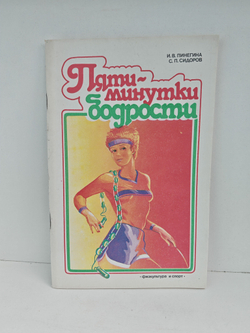 И. В. ПИНЕГИНА
С. П. СИДОРОВ
Пяти-
минутки
бодрости
«физкультура и спорт»